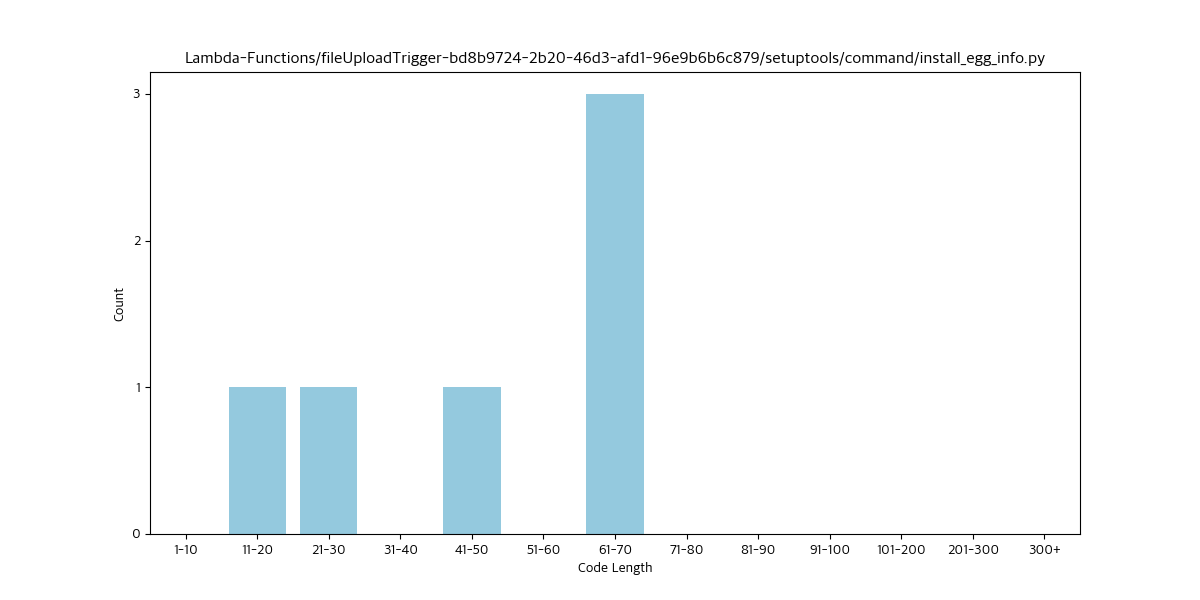 Lambda-Functions/fileUploadTrigger-bd8b9724-2b20-46d3-afd1-96e9b6b6c879/setuptools/command/install_egg_info.py
3
2
1
0
Count
1-10 11-20 21-30 31-40 41-50 51-60 61-70 71-80 81-90 91-100 101-200 201-300 300+
Code Length